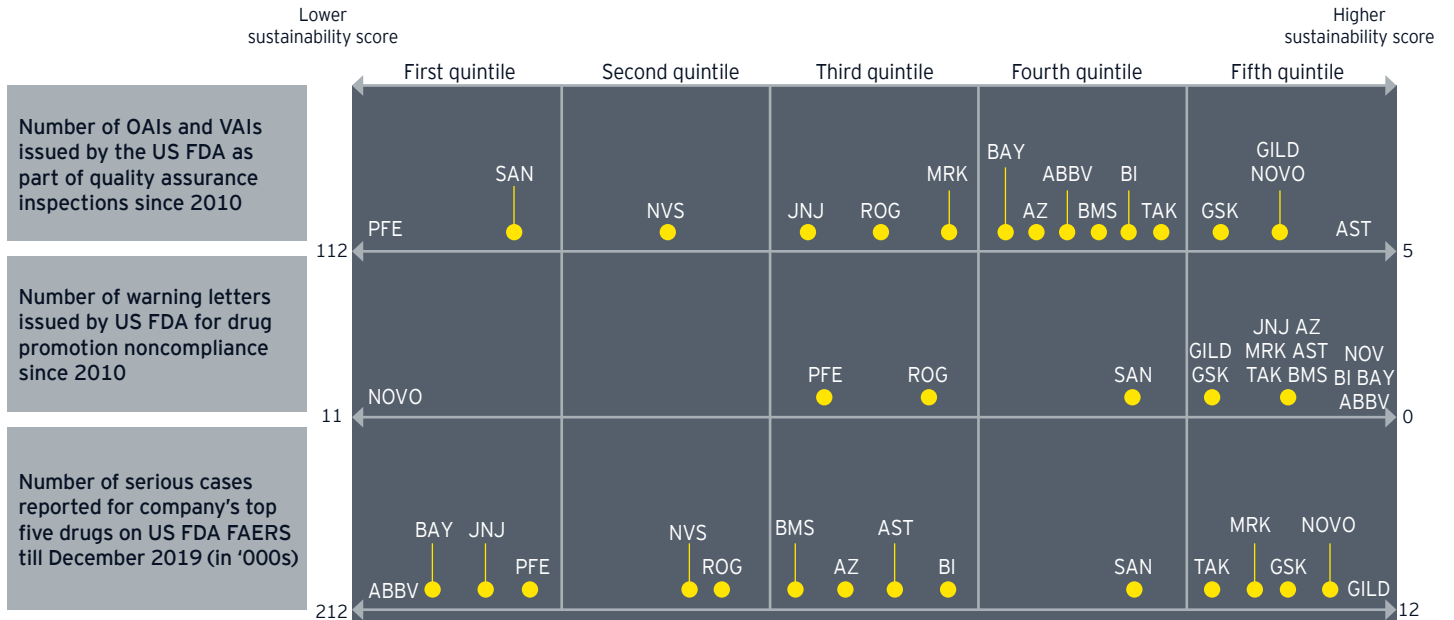 Lower
sustainability score
Higher
sustainability score
First quintile
Second quintile
Third quintile
Fourth quintile
Fifth quintile
Number of OAIs and VAIs
issued by the US FDA as
part of quality assurance
inspections since 2010
112
PFE
SAN
NVS
JNJ
ROG
MRK
BAY
AZ
ABBV
BMS
BI
TAK
GSK
GILD
NOVO
AST
5
Number of warning letters
issued by US FDA for drug
promotion noncompliance
since 2010
11
NOVO
PFE
ROG
SAN
GILD
GSK
JNJ AZ
MRK AST
TAK BMS
NOV
BI BAY
ABBV
0
Number of serious cases
reported for company’s top
five drugs on US FDA FAERS
till December 2019 (in ‘000s)
212
ABBV
BAY
JNJ
PFE
NVS
ROG
BMS
AZ
AST
BI
SAN
TAK
MRK
GSK
NOVO
GILD
12